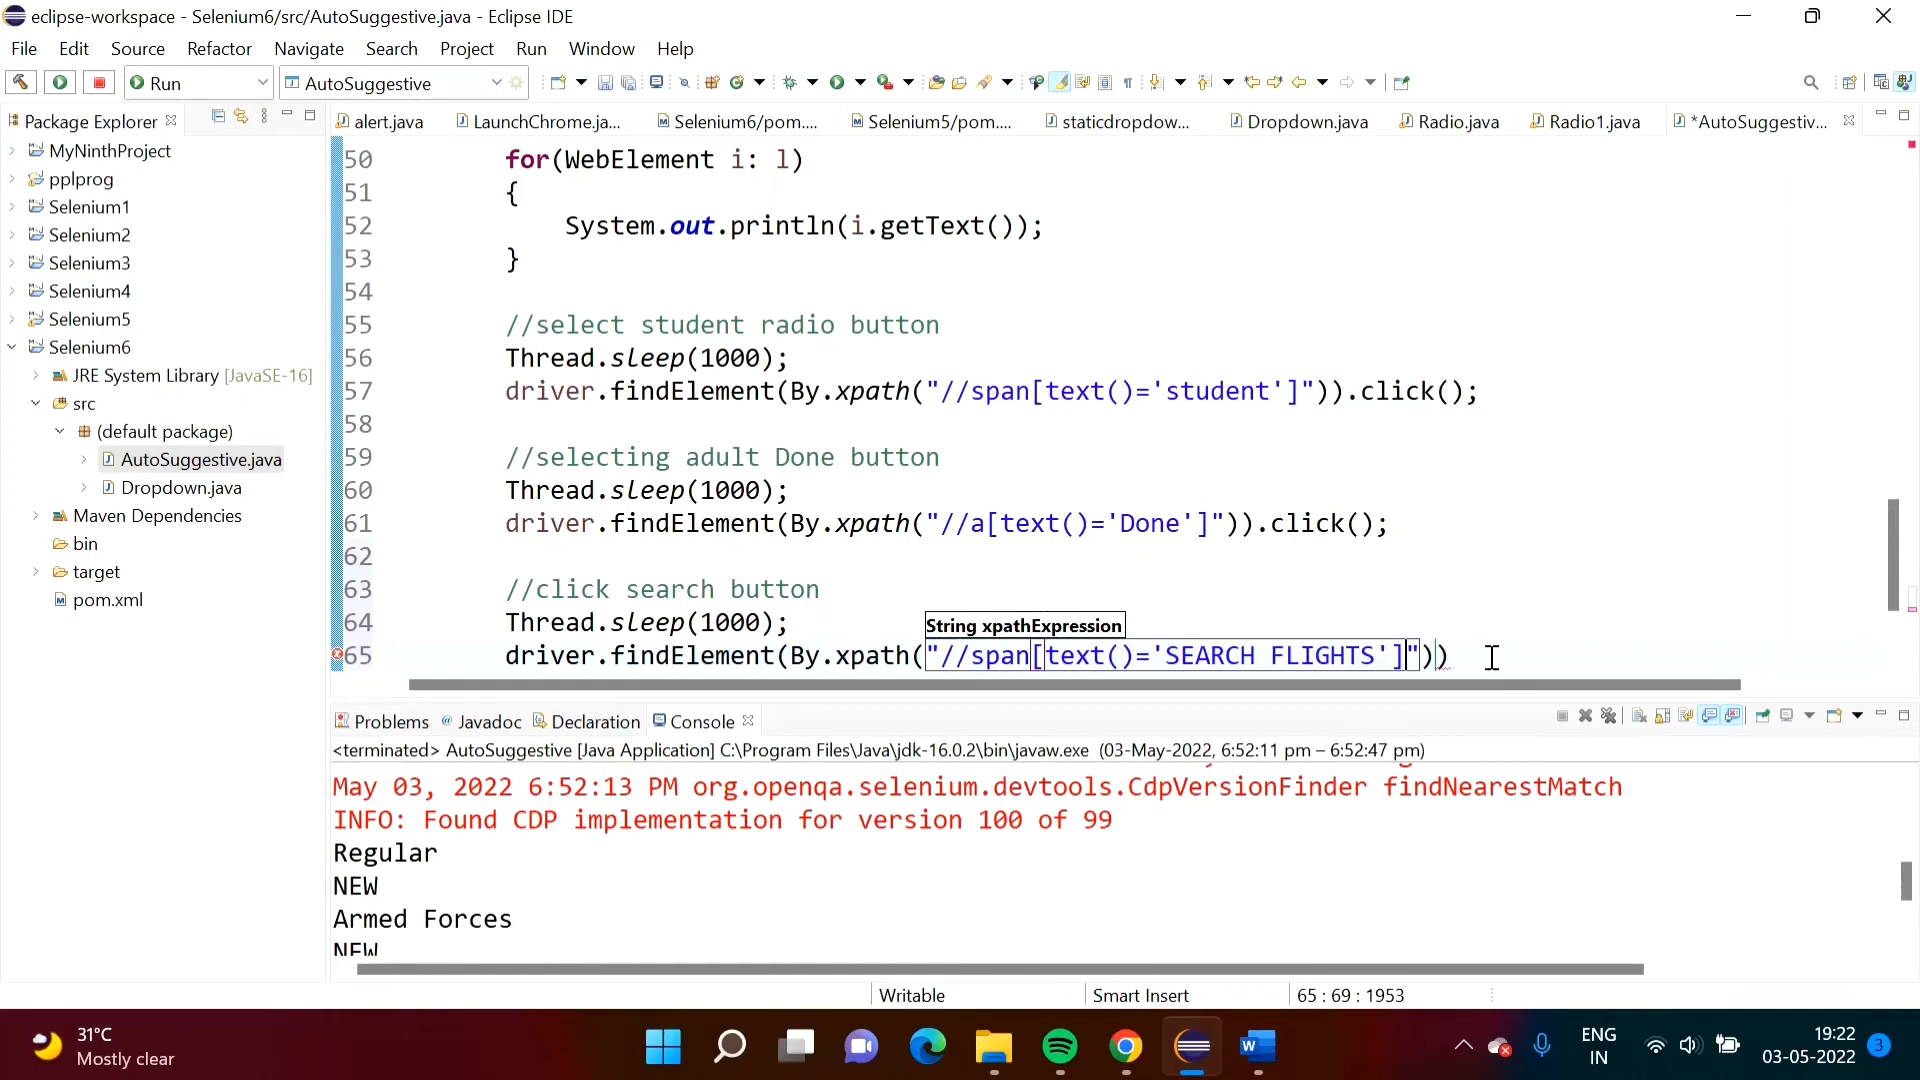 eclipse-workspace - Selenium6/src/AutoSuggestive.java - Eclipse IDE
File Edit Source Refactor Navigate Search Project Run Window Help
Run AutoSuggestive
Package Explorer
alert.java LaunchChrome.ja... Selenium6/pom.... Selenium5/pom.... staticdropdow... Dropdown.java Radio.java Radio1.java *AutoSuggestiv...
MyNinthProject
pplprog
Selenium1
Selenium2
Selenium3
Selenium4
Selenium5
Selenium6
JRE System Library [JavaSE-16]
src
(default package)
AutoSuggestive.java
Dropdown.java
Maven Dependencies
bin
target
pom.xml
50 for(WebElement i: l)
51 {
52 System.out.println(i.getText());
53 }
54
55 //select student radio button
56 Thread.sleep(1000);
57 driver.findElement(By.xpath("//span[text()='student']")).click();
58
59 //selecting adult Done button
60 Thread.sleep(1000);
61 driver.findElement(By.xpath("//a[text()='Done']")).click();
62
63 //click search button
64 Thread.sleep(1000);
String xpathExpression
65 driver.findElement(By.xpath("//span[text()='SEARCH FLIGHTS']"))
Problems Javadoc Declaration Console
<terminated> AutoSuggestive [Java Application] C:\Program Files\Java\jdk-16.0.2\bin\javaw.exe (03-May-2022, 6:52:11 pm – 6:52:47 pm)
May 03, 2022 6:52:13 PM org.openqa.selenium.devtools.CdpVersionFinder findNearestMatch
INFO: Found CDP implementation for version 100 of 99
Regular
NEW
Armed Forces
NEW
Writable Smart Insert 65 : 69 : 1953
31°C
Mostly clear
ENG
IN
19:22
03-05-2022
3